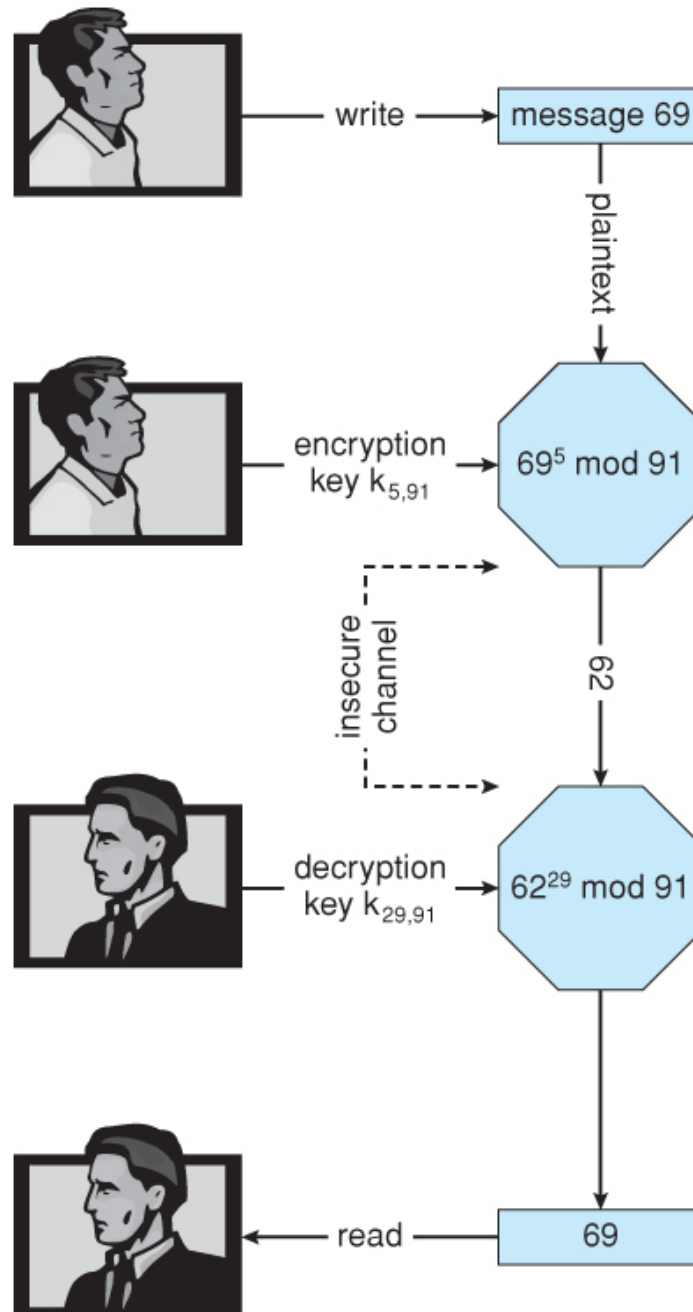 write
message 69
plaintext
encryption
key k₅,₉₁
69⁵ mod 91
insecure
channel
62
decryption
key k₂₉,₉₁
62²⁹ mod 91
read
69